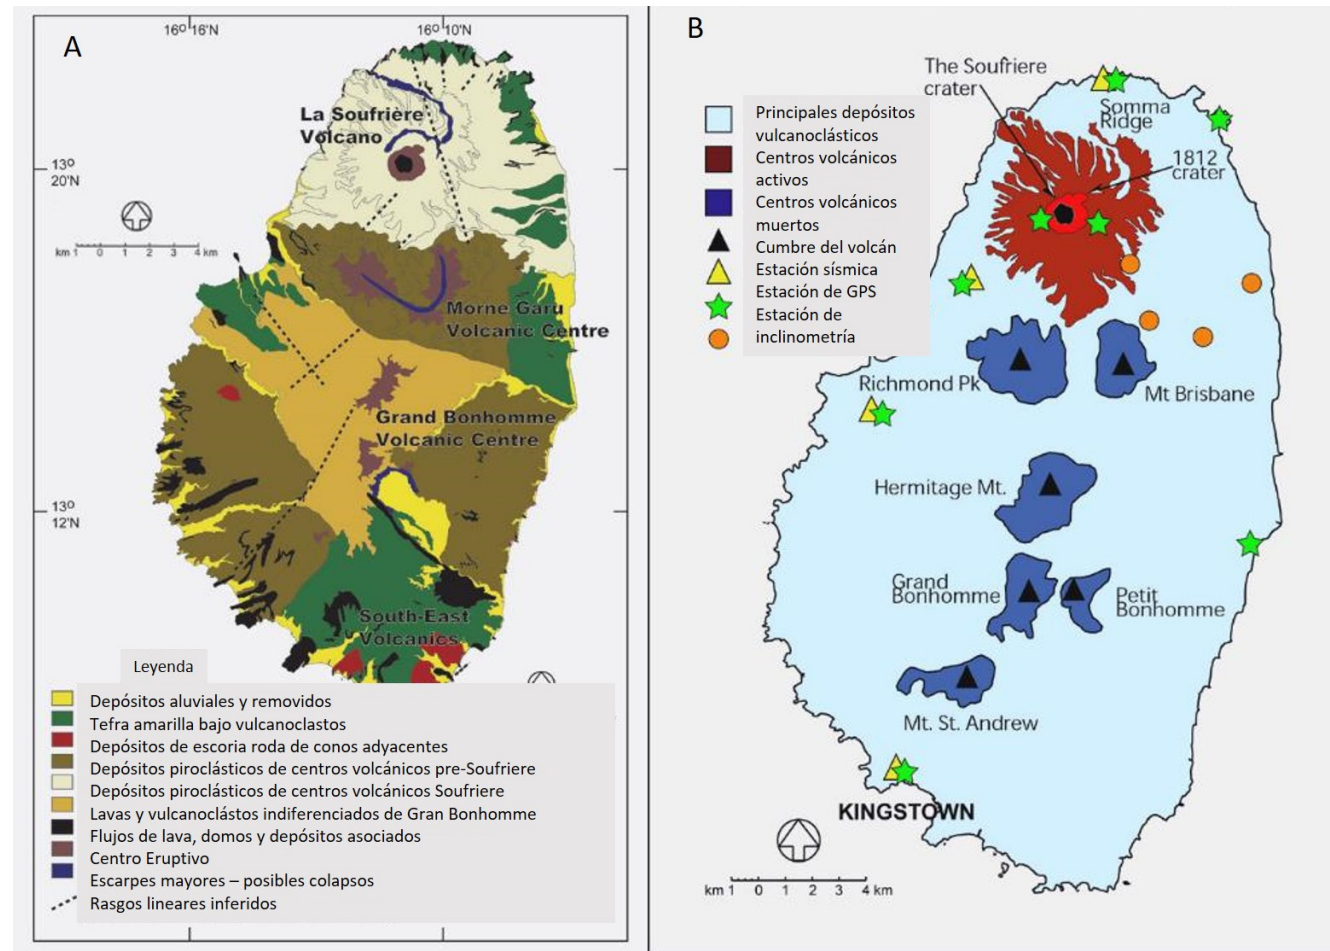 A
16º 16'N
16º 10'N
La Soufrière
Volcano
13º
20'N
km 1 0 1 2 3 4 km
Morne Garu
Volcanic Centre
Grand Bonhomme
Volcanic Centre
13º
12'N
South-East
Volcanics
Leyenda
Depósitos aluviales y removidos
Tefra amarilla bajo vulcanoclastos
Depósitos de escoria roda de conos adyacentes
Depósitos piroclásticos de centros volcánicos pre-Soufriere
Depósitos piroclásticos de centros volcánicos Soufriere
Lavas y vulcanoclástos indiferenciados de Gran Bonhomme
Flujos de lava, domos y depósitos asociados
Centro Eruptivo
Escarpes mayores – posibles colapsos
Rasgos lineares inferidos
B
The Soufriere
crater
Somma
Ridge
1812
crater
Principales depósitos
vulcanoclásticos
Centros volcánicos
activos
Centros volcánicos
muertos
Cumbre del volcán
Estación sísmica
Estación de GPS
Estación de
inclinometría
Richmond Pk
Mt Brisbane
Hermitage Mt.
Grand
Bonhomme
Petit
Bonhomme
Mt. St. Andrew
KINGSTOWN
km 1 0 1 2 3 4 km